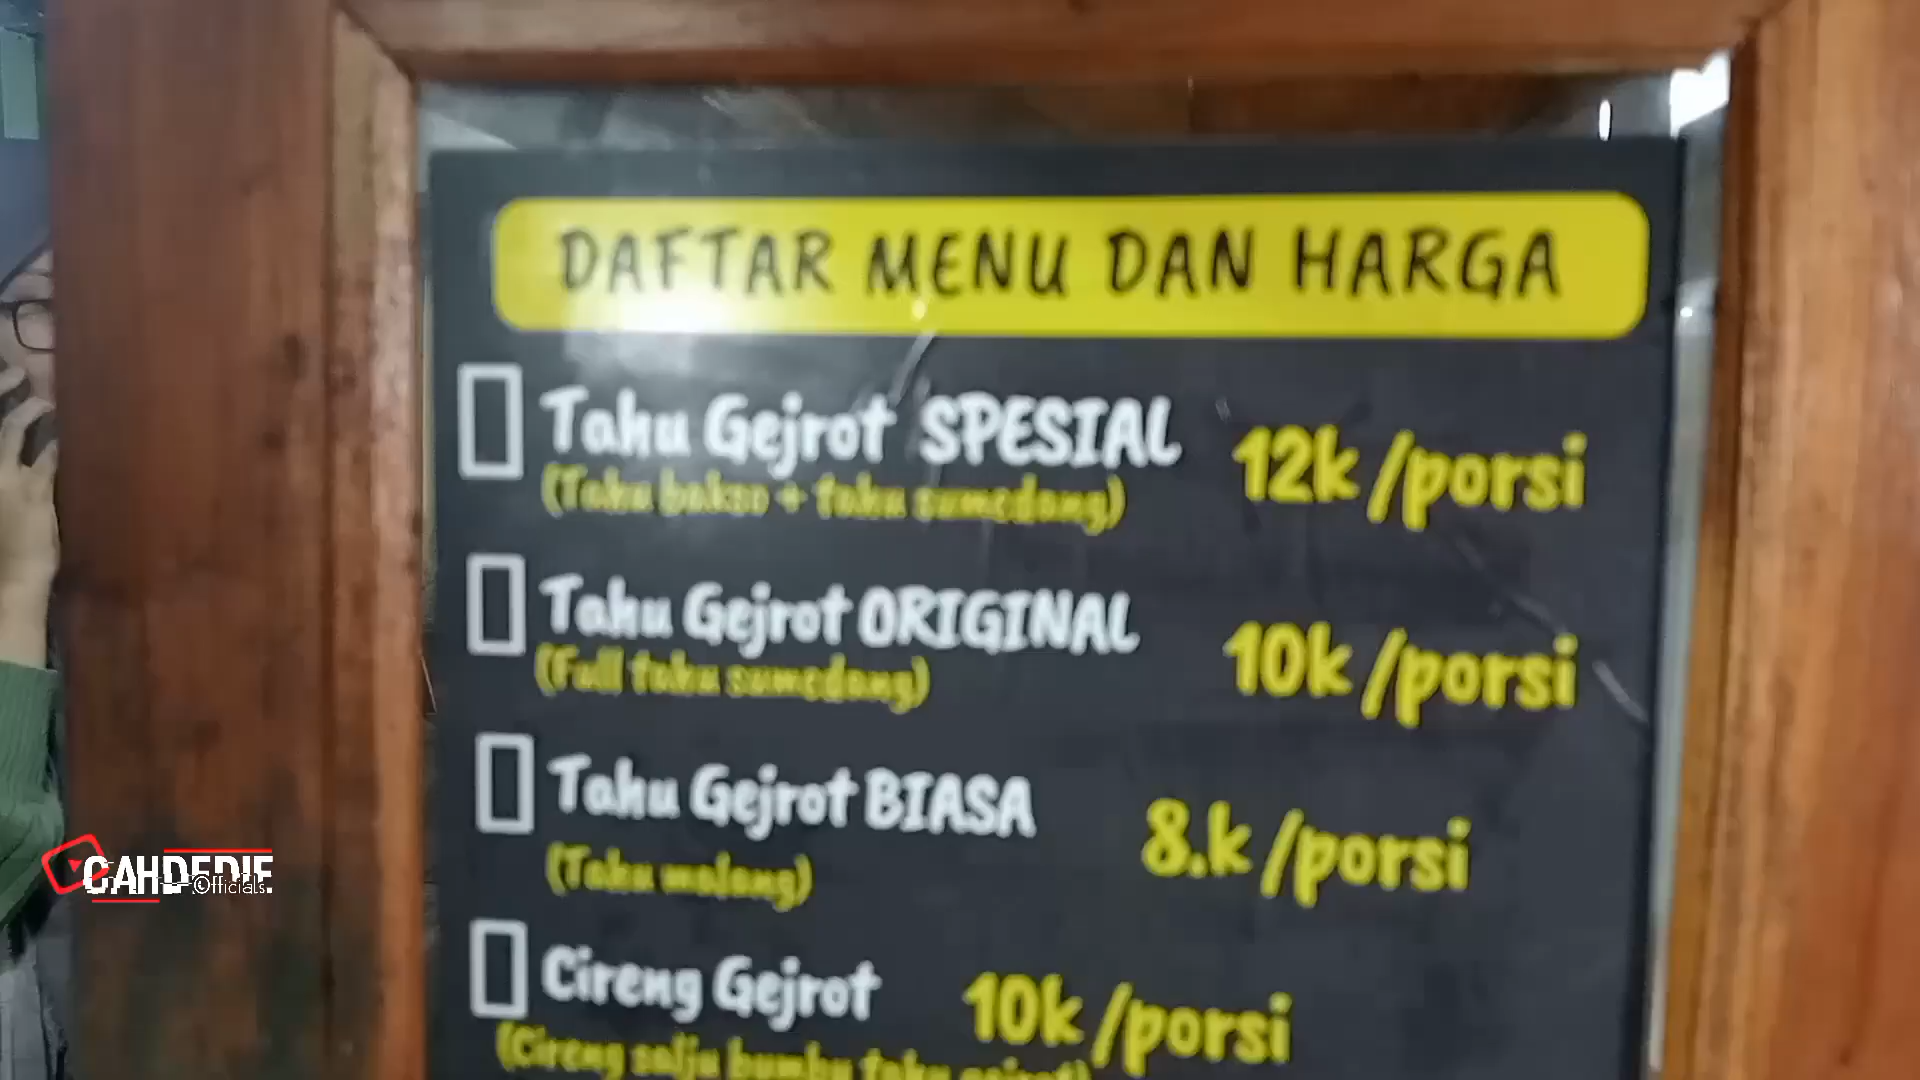 DAFTAR MENU DAN HARGA
Tahu Gejrot SPESIAL 12k/porsi
(Tahu bakso + tahu sumedang)
Tahu Gejrot ORIGINAL 10k/porsi
(Full tahu sumedang)
Tahu Gejrot BIASA 8.k/porsi
(Tahu malang)
Cireng Gejrot 10k/porsi
(Cireng salju bumbu tahu gejrot)
CAHDEDIE
©fficials.